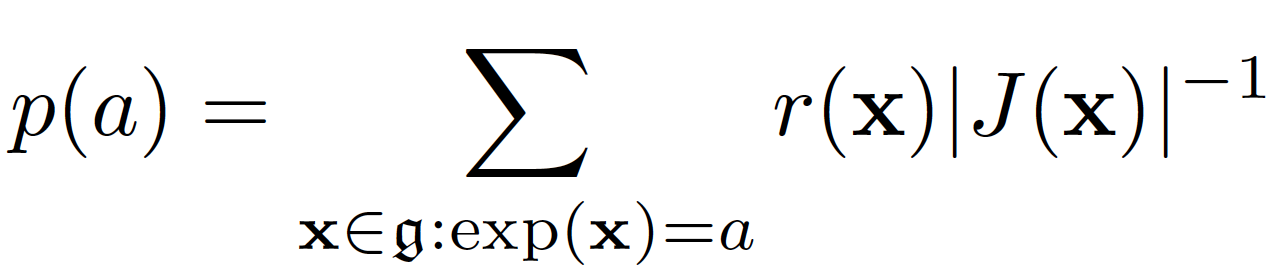 p(a) = ∑ r(𝐱)|J(𝐱)|⁻¹
𝐱∈𝔤:exp(𝐱)=a